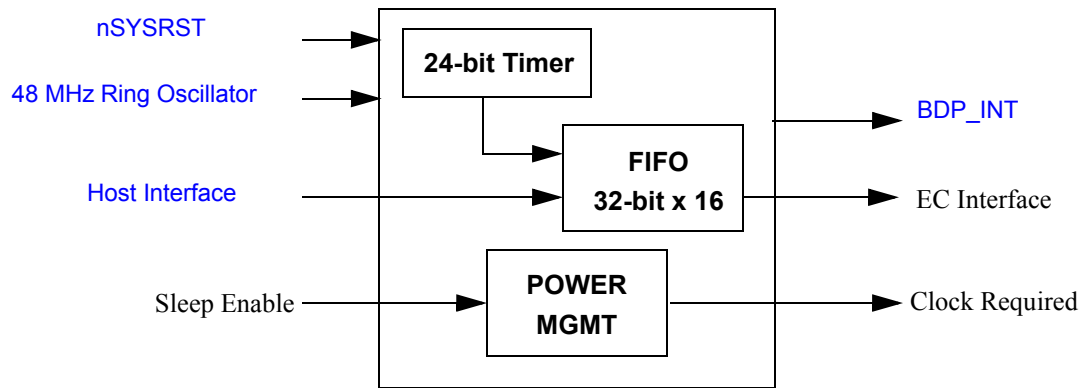 nSYSRST
24-bit Timer
48 MHz Ring Oscillator
BDP_INT
FIFO
32-bit x 16
Host Interface
EC Interface
POWER
MGMT
Sleep Enable
Clock Required